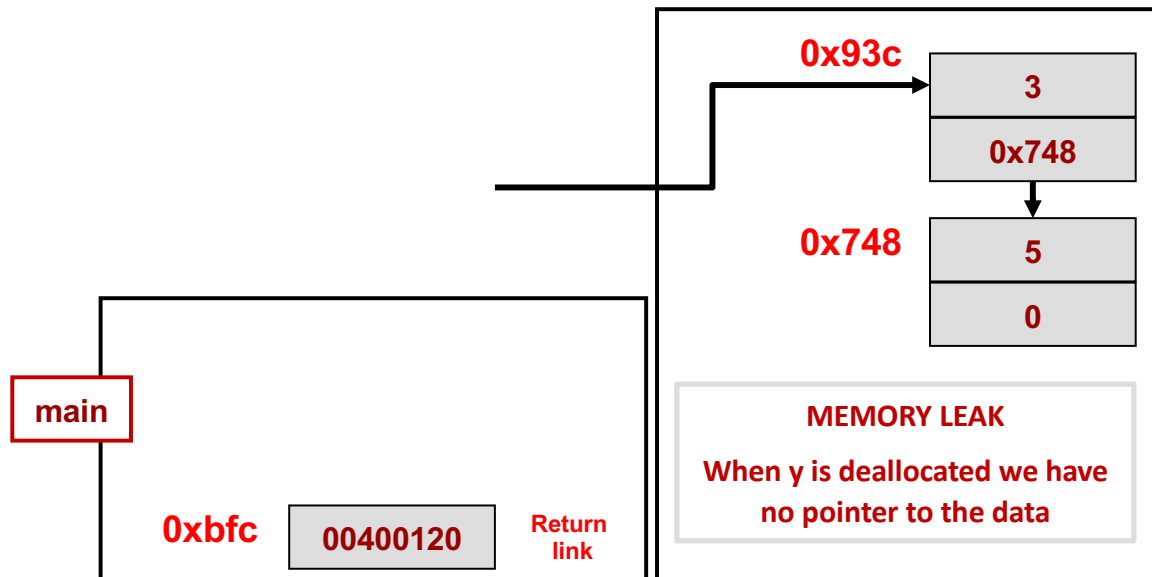 0x93c
3
0x748
0x748
5
0
main
MEMORY LEAK
When y is deallocated we have
no pointer to the data
0xbfc
00400120
Return
link